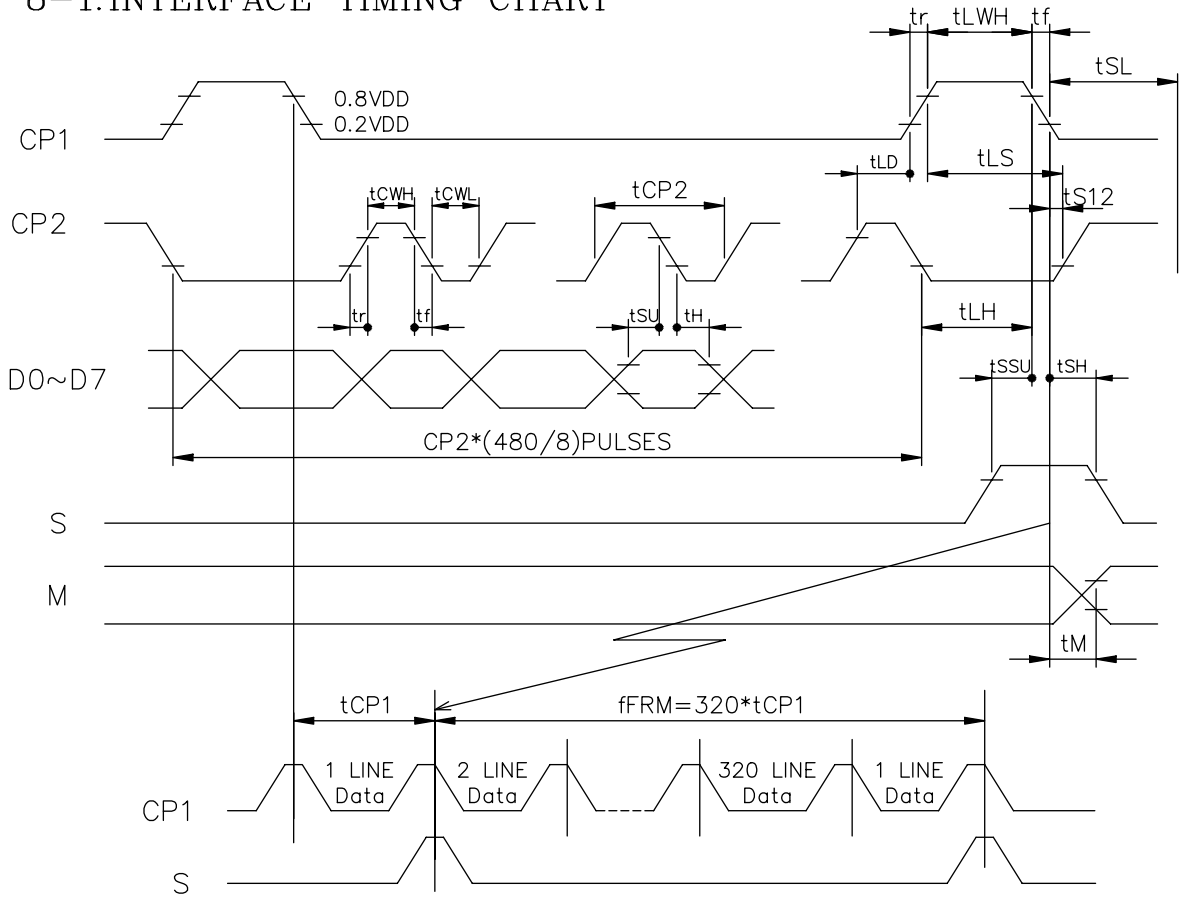 8-1.INTERFACE TIMING CHART
tr tLWH tf
tSL
0.8VDD
0.2VDD
CP1
tLD tLS
tCWH tCWL tCP2
tS12
CP2
tr tf tSU tH tLH
tSSU tSH
D0~D7
CP2*(480/8)PULSES
S
M
tM
tCP1 fFRM=320*tCP1
1 LINE 2 LINE 320 LINE 1 LINE
Data Data Data Data
CP1
S